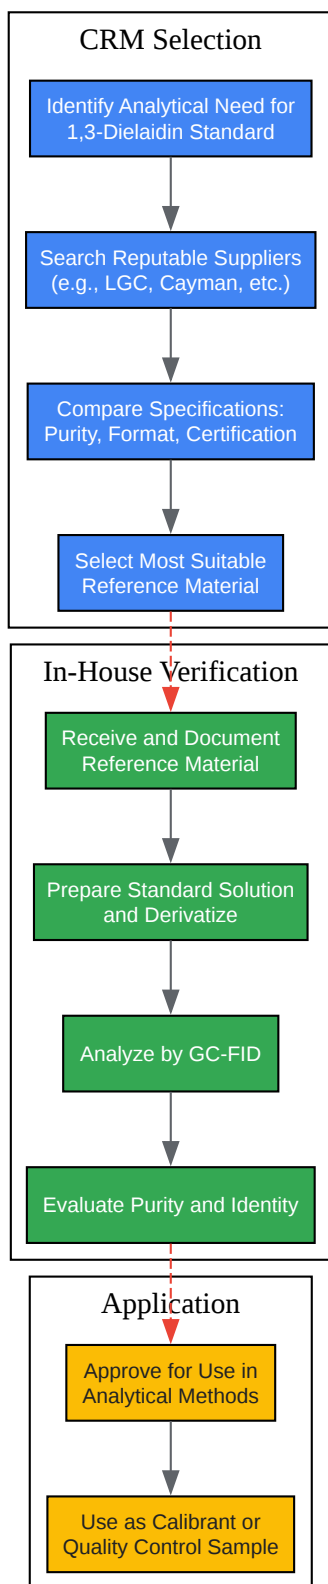 CRM Selection
Identify Analytical Need for
1,3-Dielaidin Standard
Search Reputable Suppliers
(e.g., LGC, Cayman, etc.)
Compare Specifications:
Purity, Format, Certification
Select Most Suitable
Reference Material
In-House Verification
Receive and Document
Reference Material
Prepare Standard Solution
and Derivatize
Analyze by GC-FID
Evaluate Purity and Identity
Application
Approve for Use in
Analytical Methods
Use as Calibrant or
Quality Control Sample